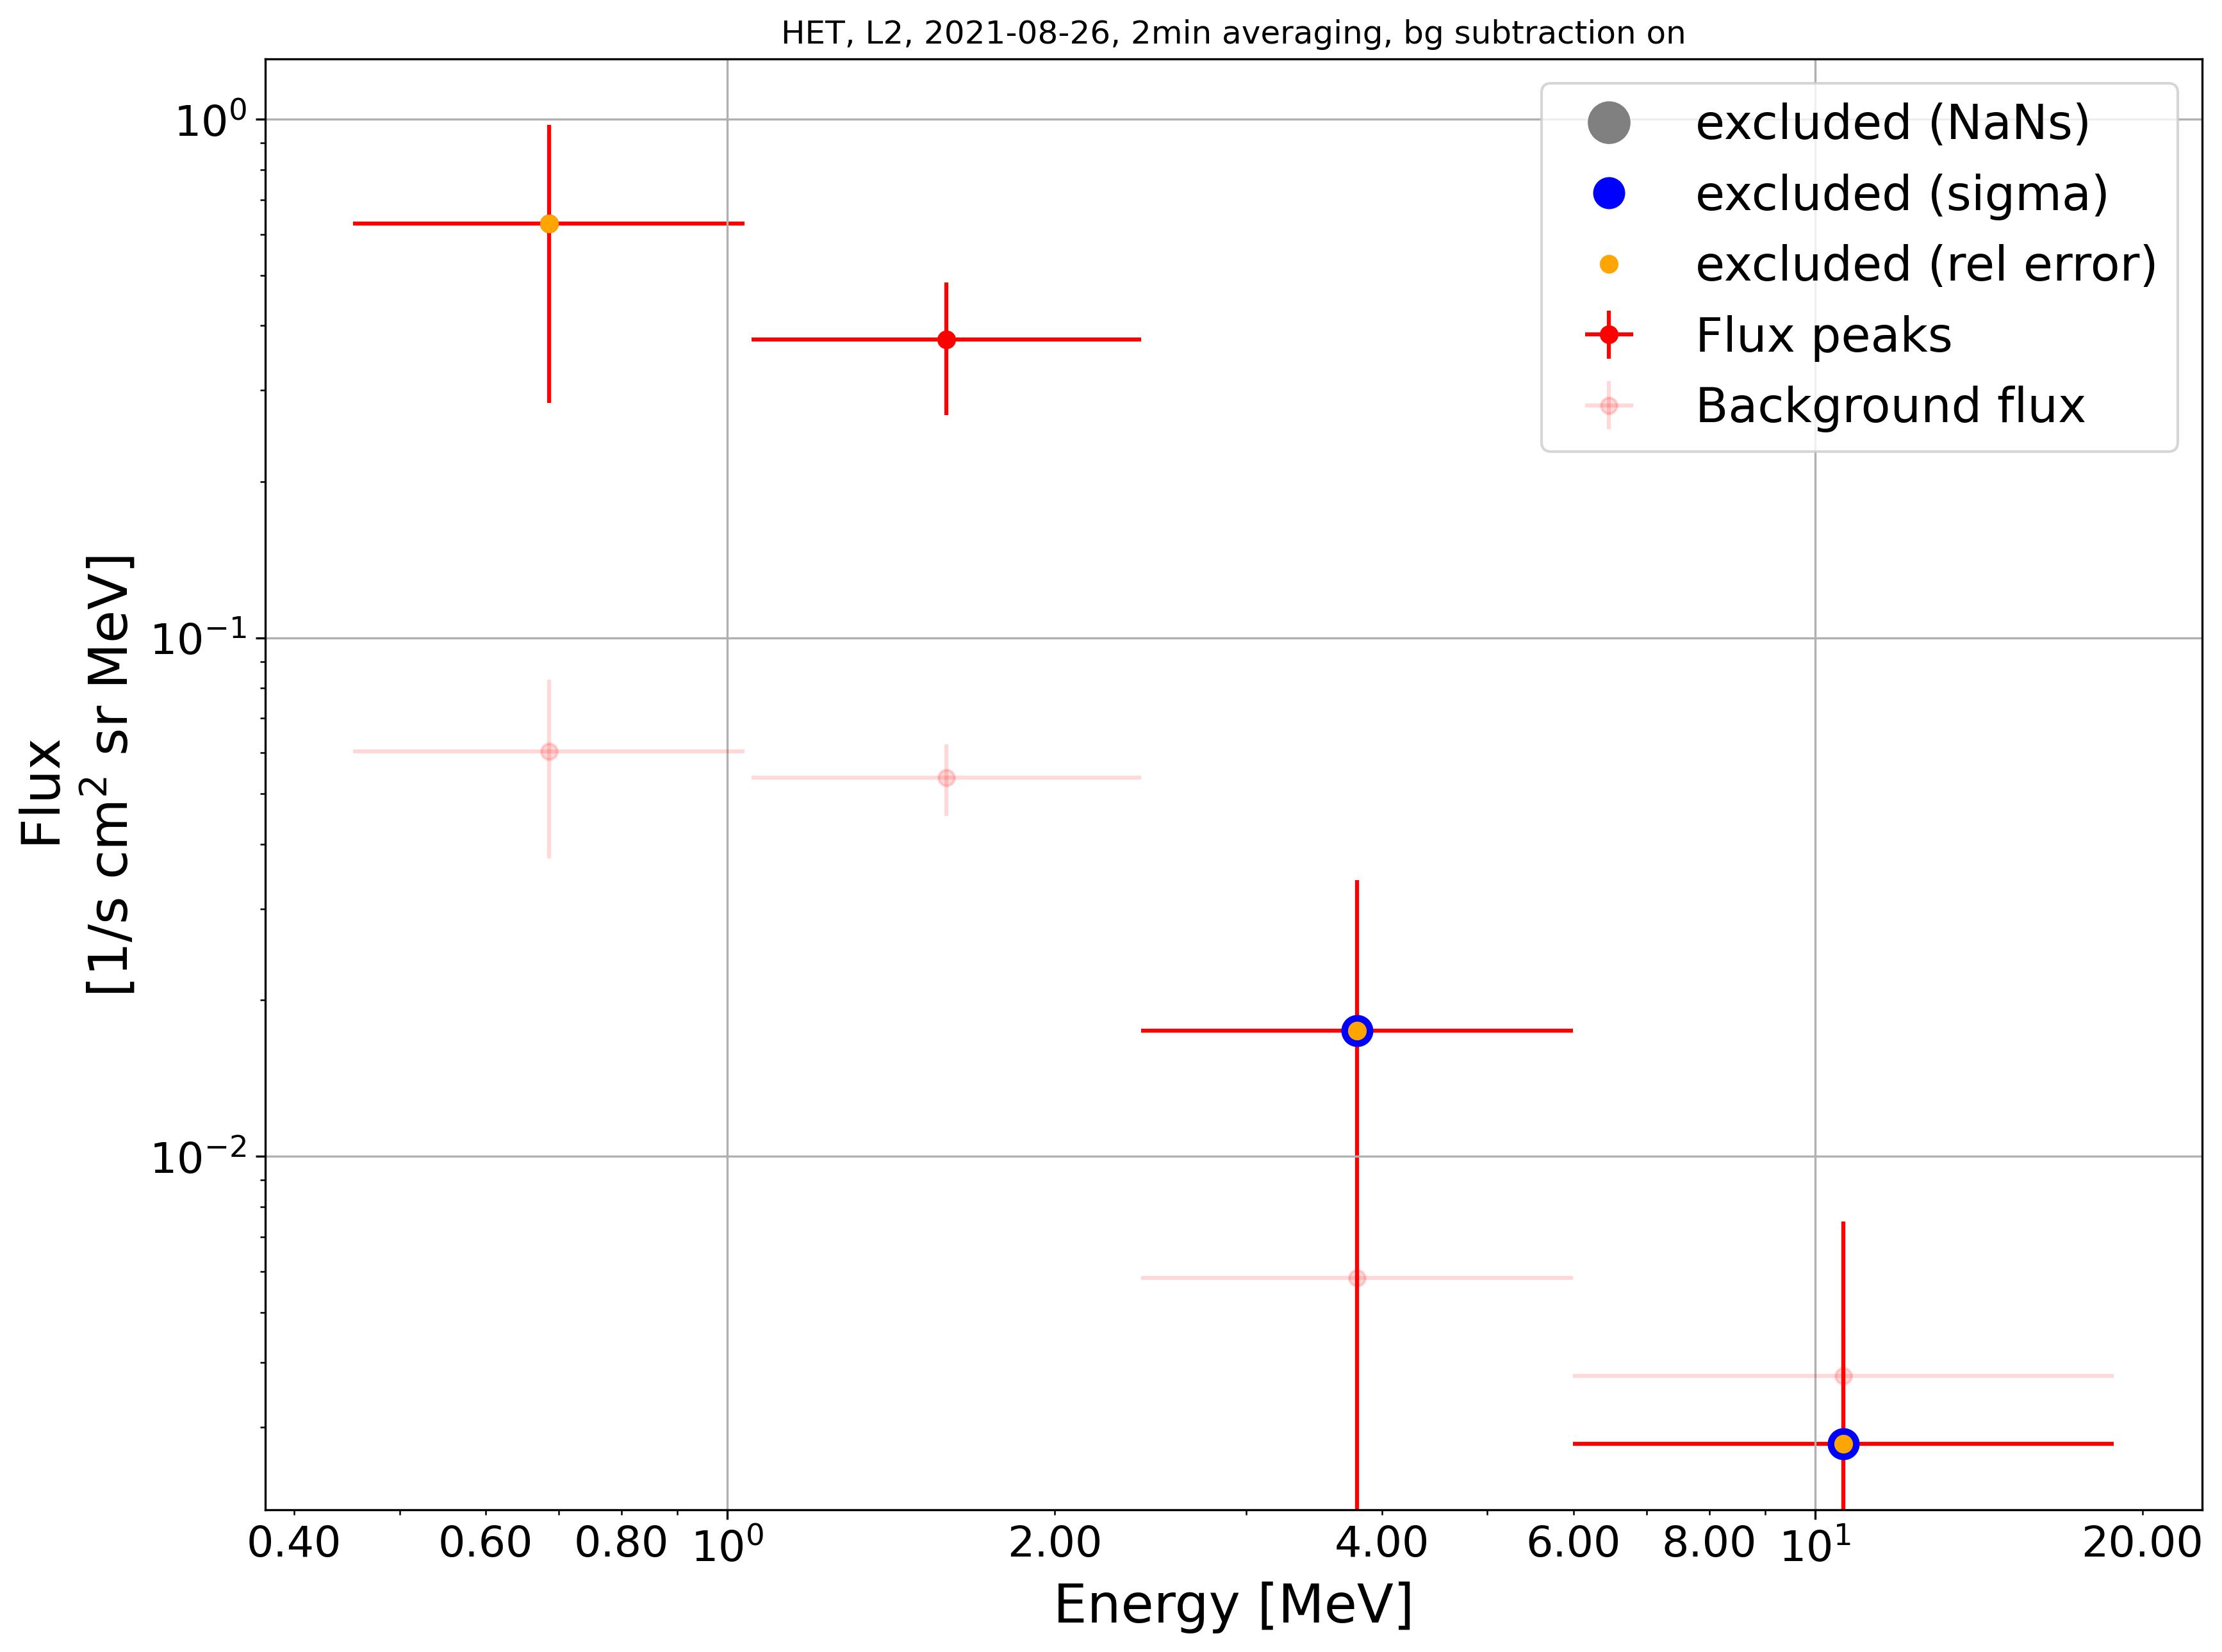 HET, L2, 2021-08-26, 2min averaging, bg subtraction on
10⁰
10⁻¹
10⁻²
Flux
[1/s cm² sr MeV]
excluded (NaNs)
excluded (sigma)
excluded (rel error)
Flux peaks
Background flux
0.40 0.60 0.80 10⁰ 2.00 4.00 6.00 8.00 10¹ 20.00
Energy [MeV]